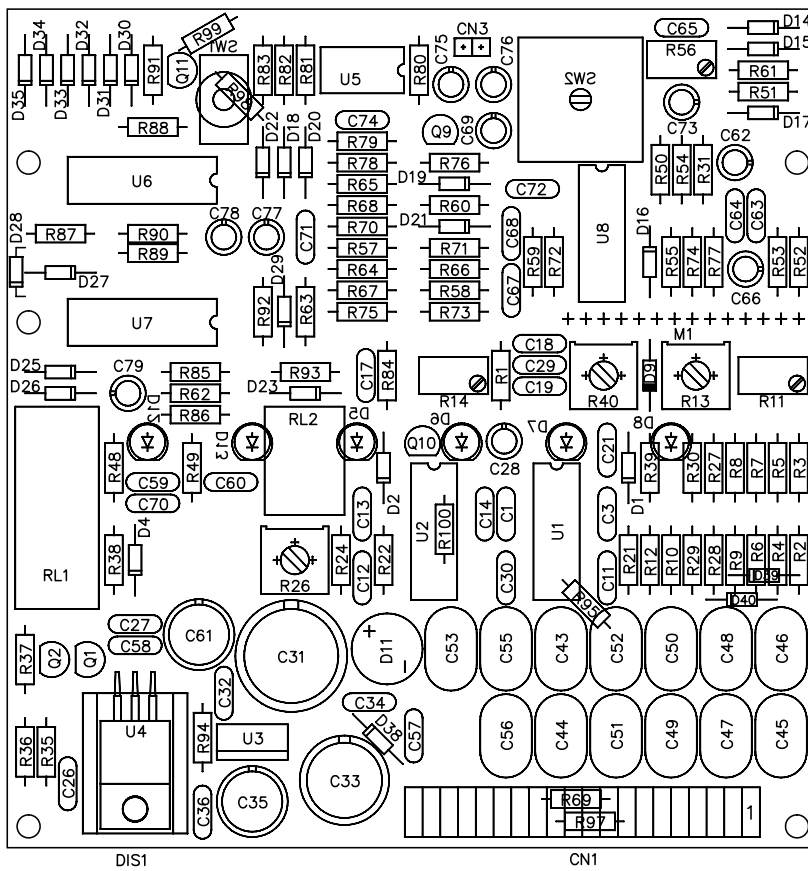 D34
D32
D30
R99
CN3
C65
D14
R91
Q11
SW1
R83
R82
R81
U5
R80
C75
C76
R56
D15
SW2
R61
R51
D35
D33
D31
R98
R88
D22
D18
D20
C74
Q9
C69
C73
D17
R79
C62
R78
R76
R50
R54
R31
U6
R65
D19
C72
R68
R60
C64
C63
D28
C78
C77
C71
R70
D21
C68
U8
D16
R87
R90
R57
R71
R59
R72
R55
R74
R77
R53
R52
R89
R64
R66
D27
D29
C66
R67
R58
C67
U7
R92
R63
R75
R73
+ + + + + + + + + + + + +
M1
C18
D25
C79
R85
R93
C17
R84
R1
C29
D9
D26
R62
D23
R14
C19
R40
R13
R11
D12
R86
RL2
D5
D6
D7
D8
D13
Q10
C28
C21
R48
R49
R39
R30
R27
R8
R7
R5
R3
C59
C60
C70
D2
D1
C13
C14
C1
C3
D4
U2
R100
U1
R38
R24
R22
R21
R12
R10
R29
R28
R9
R6
R4
R2
RL1
R26
C12
C30
C11
D39
R95
D40
C27
C61
+
D11
-
C58
R37
Q2
Q1
C31
C53
C55
C43
C52
C50
C48
C46
C32
C34
U4
R94
U3
D38
C57
C56
C44
C51
C49
C47
C45
R36
R35
C26
C33
C36
C35
R69
R97
1
DIS1
CN1